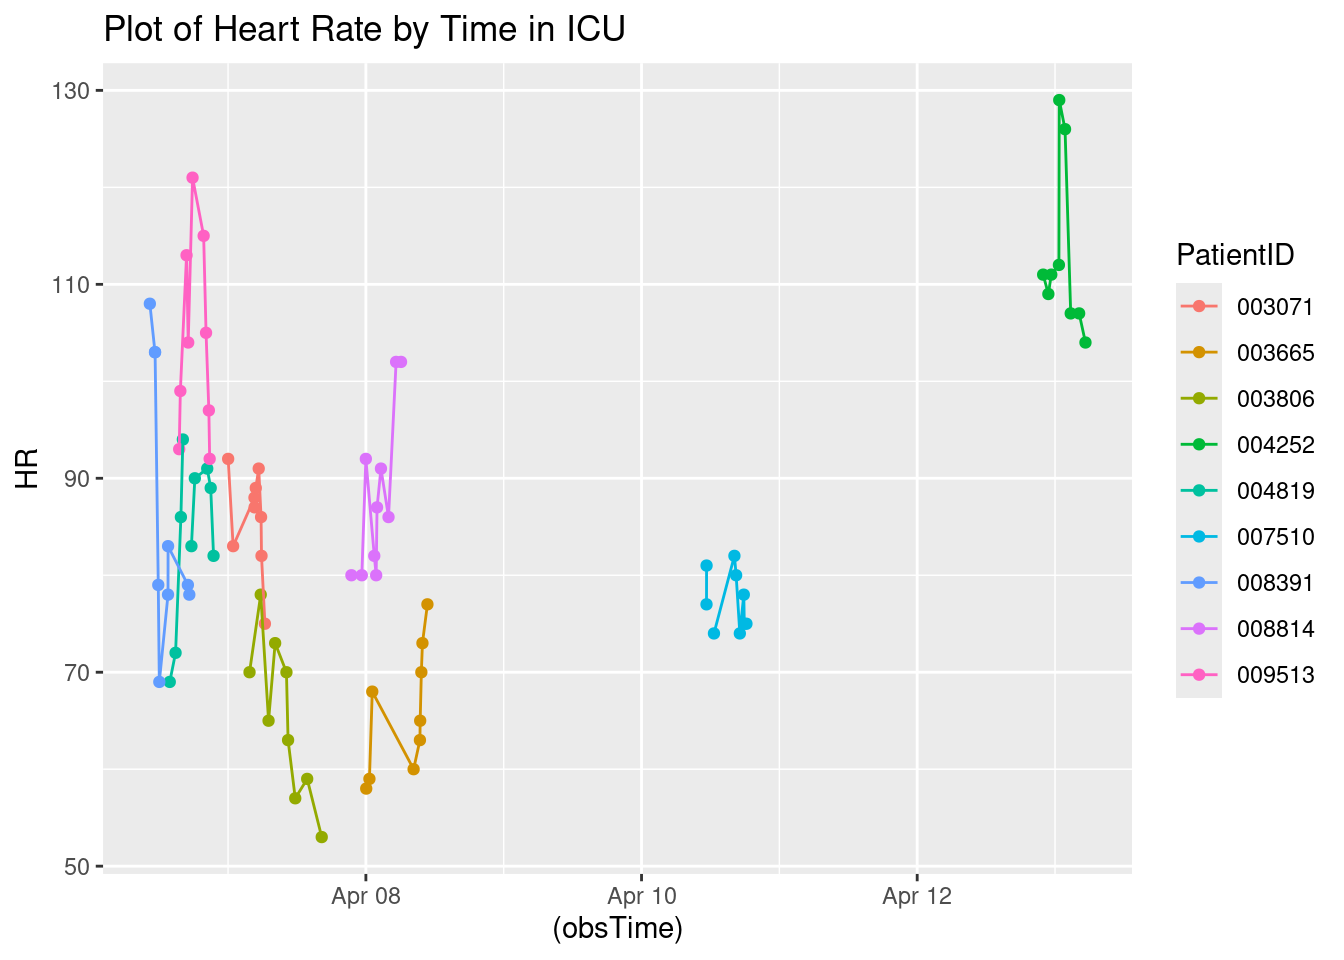 Plot of Heart Rate by Time in ICU
130
110
90
70
50
HR
Apr 08
Apr 10
Apr 12
(obsTime)
PatientID
003071
003665
003806
004252
004819
007510
008391
008814
009513